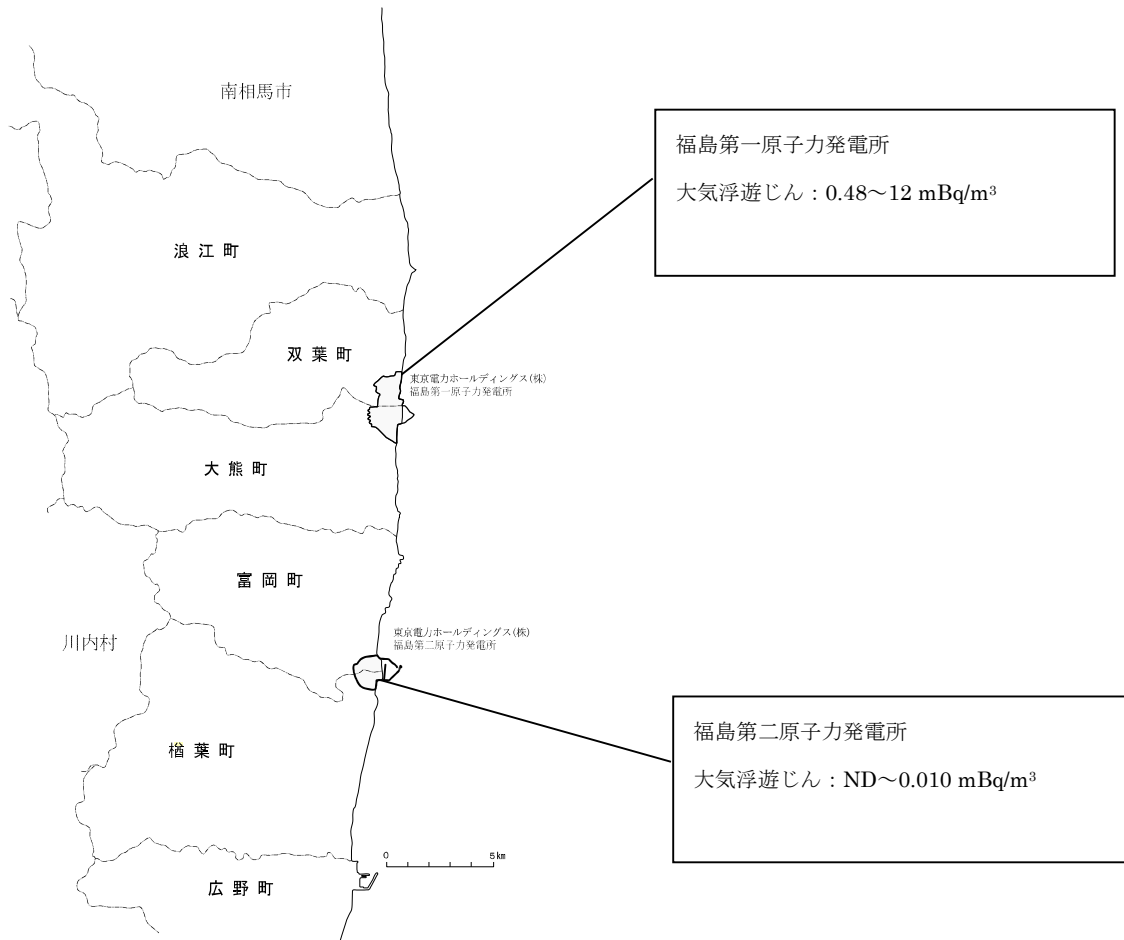 南相馬市
福島第一原子力発電所
大気浮遊じん：0.48～12 mBq/m³
浪江町
双葉町
東京電力ホールディングス(株)
福島第一原子力発電所
大熊町
富岡町
東京電力ホールディングス(株)
福島第二原子力発電所
川内村
福島第二原子力発電所
大気浮遊じん：ND～0.010 mBq/m³
楢葉町
0 5km
広野町